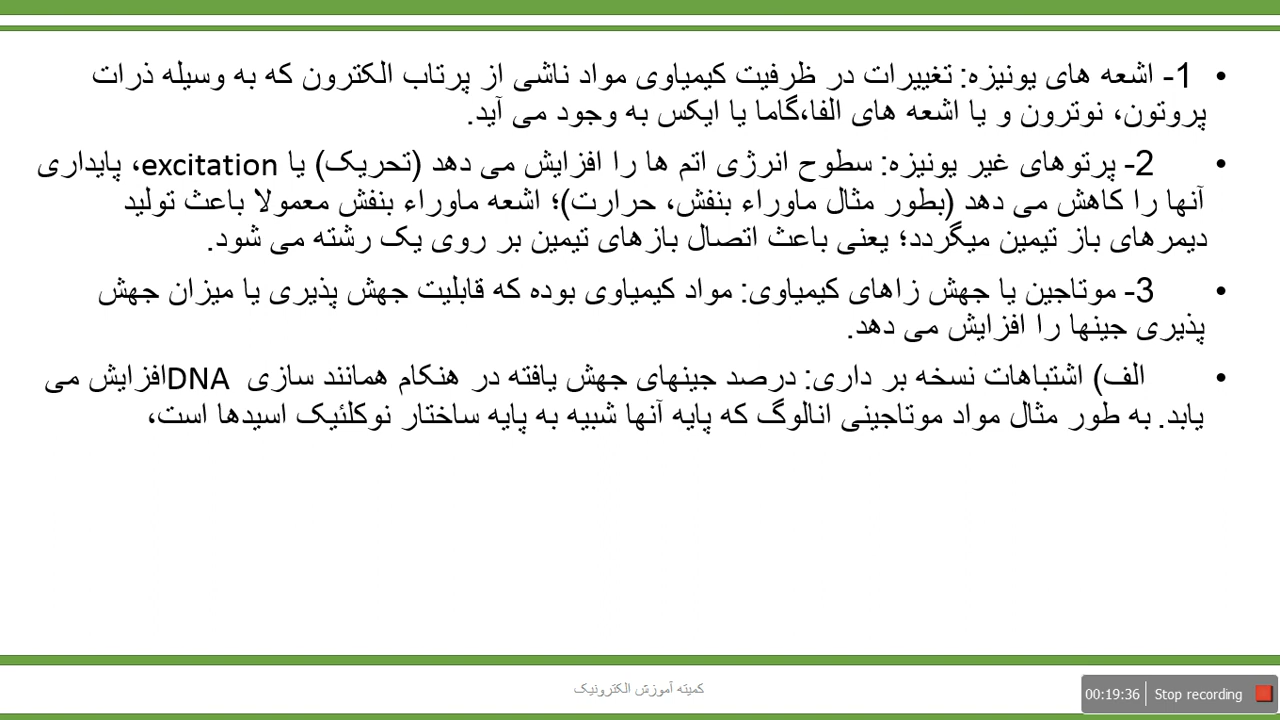 • 1- اشعه های یونیزه: تغییرات در ظرفیت کیمیاوی مواد ناشی از پرتاب الکترون که به وسیله ذرات
پروتون، نوترون و یا اشعه های الفا،گاما یا ایکس به وجود می آید.
• 2- پرتوهای غیر یونیزه: سطوح انرژی اتم ها را افزایش می دهد (تحریک) یا excitation، پایداری
آنها را کاهش می دهد (بطور مثال ماوراء بنفش، حرارت)؛ اشعه ماوراء بنفش معمولا باعث تولید
دیمرهای باز تیمین میگردد؛ یعنی باعث اتصال بازهای تیمین بر روی یک رشته می شود.
• 3- موتاجین یا جهش زاهای کیمیاوی: مواد کیمیاوی بوده که قابلیت جهش پذیری یا میزان جهش
پذیری جینها را افزایش می دهد.
• الف) اشتباهات نسخه بر داری: درصد جینهای جهش یافته در هنکام همانند سازی DNAافزایش می
یابد. به طور مثال مواد موتاجینی انالوگ که پایه آنها شبیه به پایه ساختار نوکلئیک اسیدها است،
کمیته آموزش الکترونیک
00:19:36 Stop recording